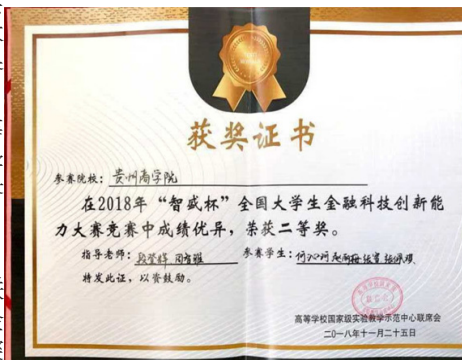 获奖证书
参赛院校：贵州商学院
在2018年“智盛杯”全国大学生金融科技创新能
力大赛竞赛中成绩优异，荣获二等奖。
指导老师： 参赛学生：
特发此证，以资鼓励。
高等学校国家级实验教学示范中心联席会
二〇一八年十一月二十五日